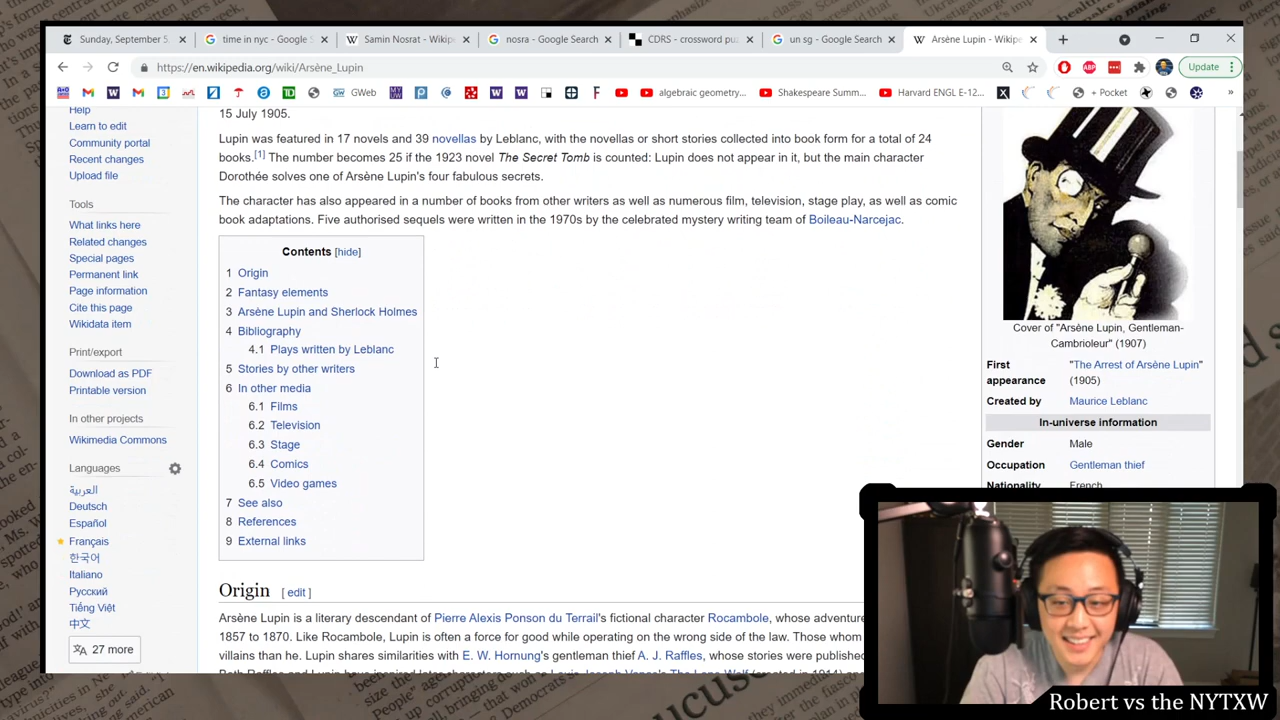 Sunday, September 5,
time in nyc - Google S
Samin Nosrat - Wikip
nosra - Google Search
CDRS - crossword puz
un sg - Google Search
Arsène Lupin - Wikipe
https://en.wikipedia.org/wiki/Arsène_Lupin
ABP
Update
GWeb
algebraic geometry...
Shakespeare Summ...
Harvard ENGL E-12...
+ Pocket
Help
Learn to edit
Community portal
Recent changes
Upload file
Tools
What links here
Related changes
Special pages
Permanent link
Page information
Cite this page
Wikidata item
Print/export
Download as PDF
Printable version
In other projects
Wikimedia Commons
Languages
العربية
Deutsch
Español
Français
한국어
Italiano
Русский
Tiếng Việt
中文
27 more
15 July 1905.
Lupin was featured in 17 novels and 39 novellas by Leblanc, with the novellas or short stories collected into book form for a total of 24
books.[1] The number becomes 25 if the 1923 novel The Secret Tomb is counted: Lupin does not appear in it, but the main character
Dorothée solves one of Arsène Lupin's four fabulous secrets.
The character has also appeared in a number of books from other writers as well as numerous film, television, stage play, as well as comic
book adaptations. Five authorised sequels were written in the 1970s by the celebrated mystery writing team of Boileau-Narcejac.
Contents [hide]
1 Origin
2 Fantasy elements
3 Arsène Lupin and Sherlock Holmes
4 Bibliography
4.1 Plays written by Leblanc
5 Stories by other writers
6 In other media
6.1 Films
6.2 Television
6.3 Stage
6.4 Comics
6.5 Video games
7 See also
8 References
9 External links
Origin [ edit ]
Arsène Lupin is a literary descendant of Pierre Alexis Ponson du Terrail's fictional character Rocambole, whose adventure
1857 to 1870. Like Rocambole, Lupin is often a force for good while operating on the wrong side of the law. Those whom
villains than he. Lupin shares similarities with E. W. Hornung's gentleman thief A. J. Raffles, whose stories were published
Cover of "Arsène Lupin, Gentleman-
Cambrioleur" (1907)
First appearance "The Arrest of Arsène Lupin" (1905)
Created by Maurice Leblanc
In-universe information
Gender Male
Occupation Gentleman thief
Nationality French
Robert vs the NYTXW